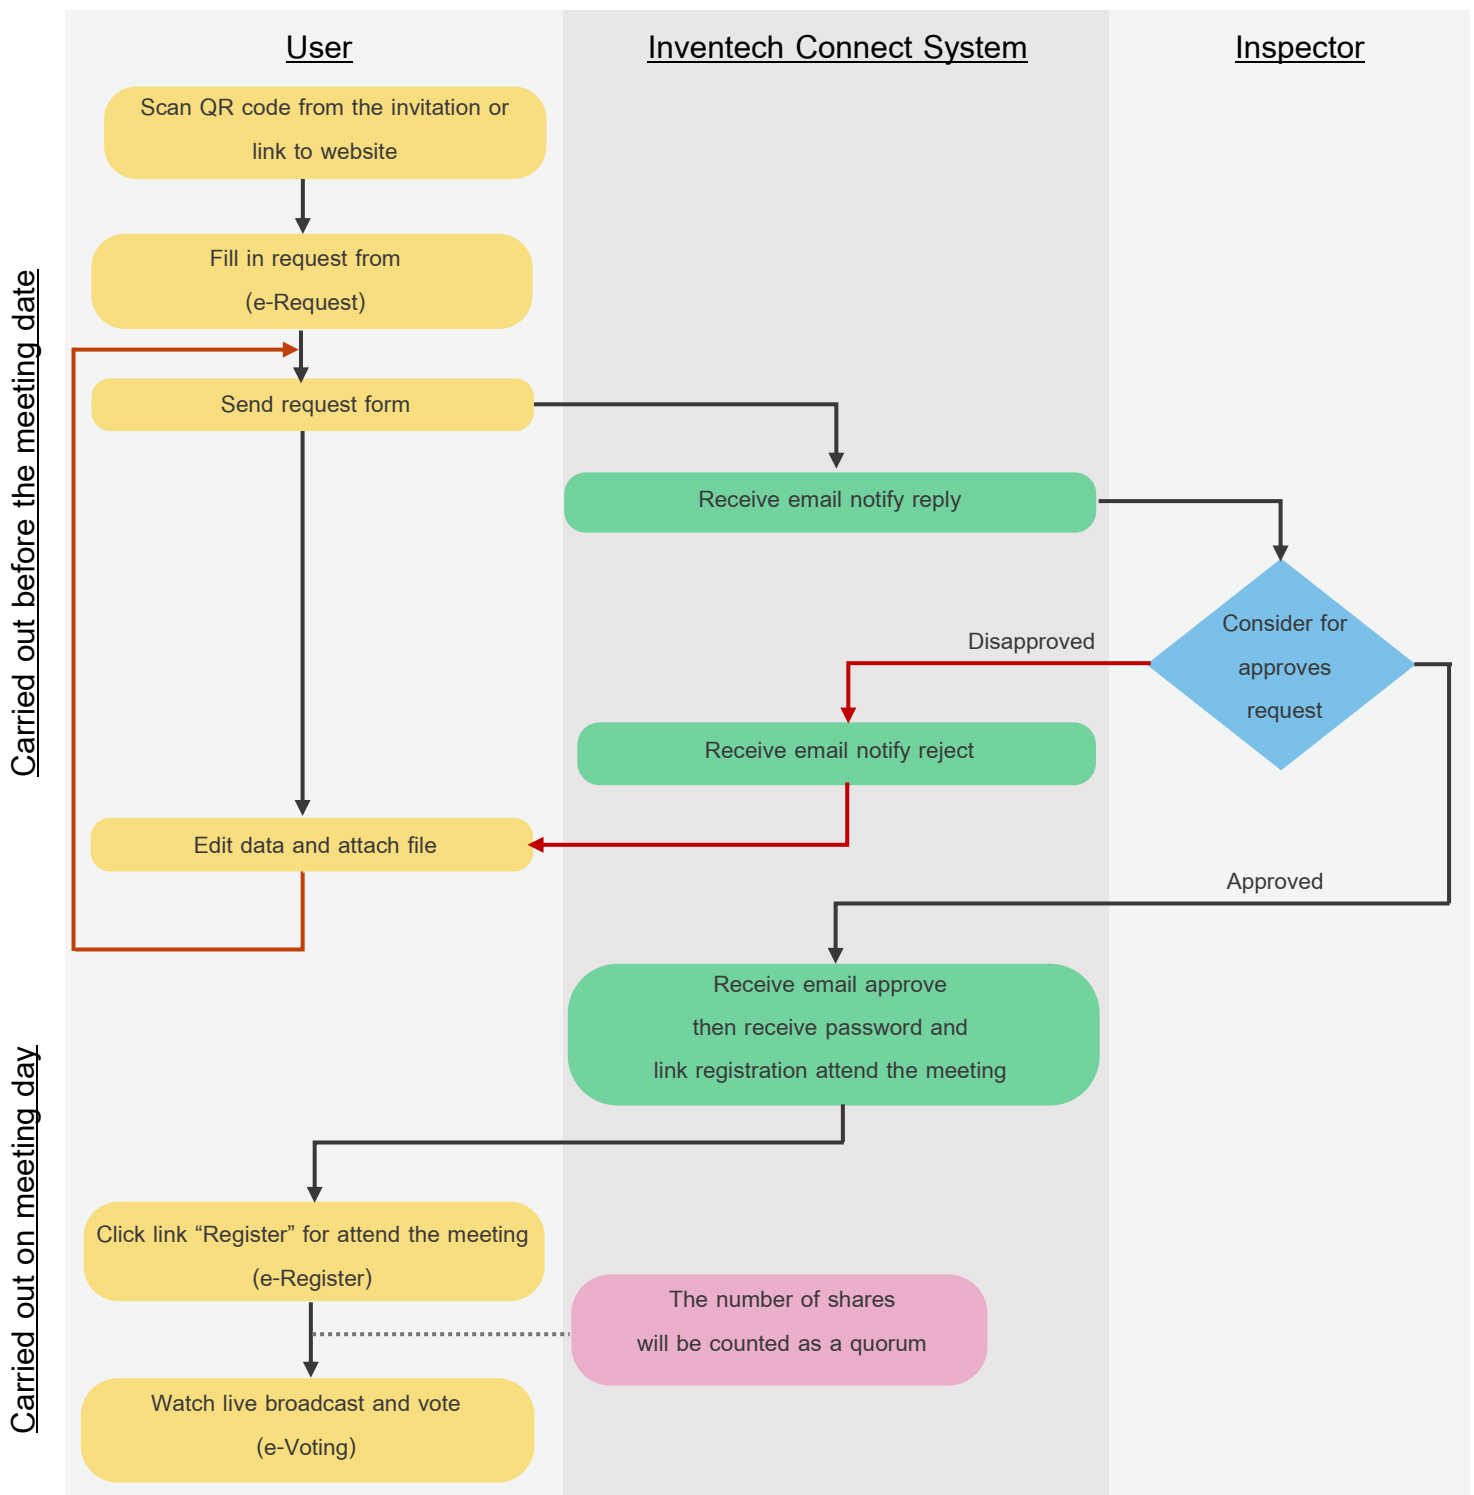 User
Inventech Connect System
Inspector
Carried out before the meeting date
Scan QR code from the invitation or
link to website
Fill in request from
(e-Request)
Send request form
Receive email notify reply
Consider for
approves
request
Disapproved
Receive email notify reject
Edit data and attach file
Approved
Receive email approve
then receive password and
link registration attend the meeting
Carried out on meeting day
Click link “Register” for attend the meeting
(e-Register)
The number of shares
will be counted as a quorum
Watch live broadcast and vote
(e-Voting)